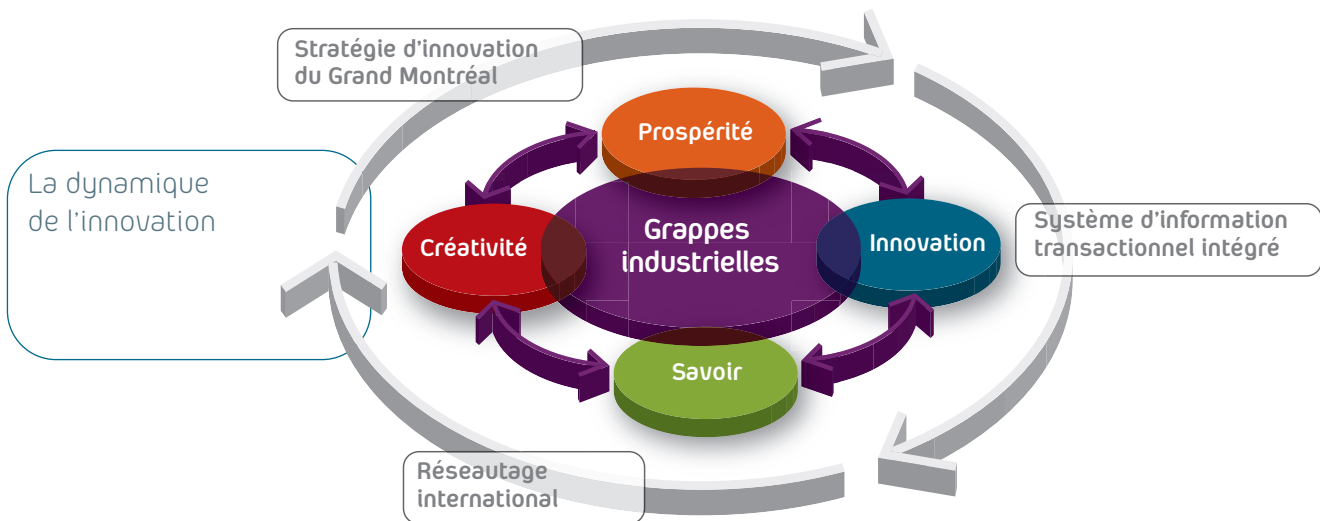 Stratégie d’innovation
du Grand Montréal
Prospérité
La dynamique
de l’innovation
Créativité
Grappes
industrielles
Innovation
Système d’information
transactionnel intégré
Savoir
Réseautage
international